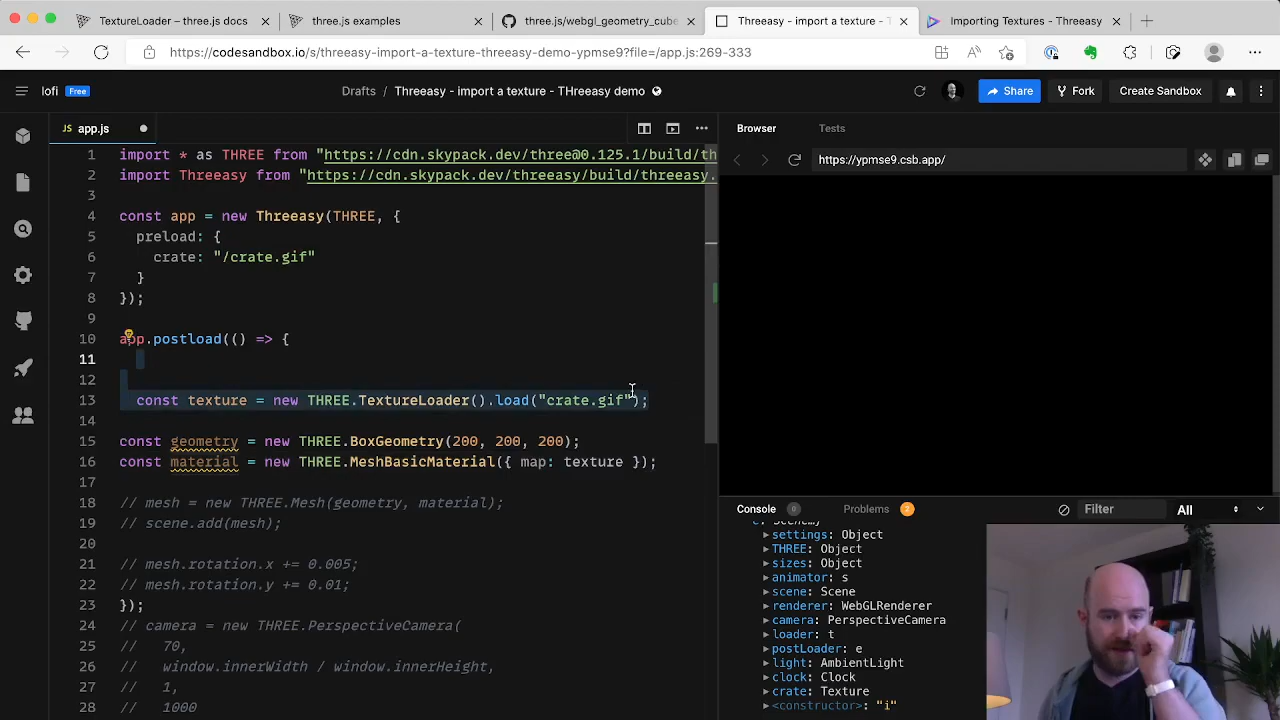 TextureLoader – three.js docs
three.js examples
three.js/webgl_geometry_cube
Threeasy - import a texture -
Importing Textures - Threeasy
https://codesandbox.io/s/threeasy-import-a-texture-threeasy-demo-ypmse9?file=/app.js:269-333
lofi Free
Drafts / Threeasy - import a texture - THreeasy demo
Share
Fork
Create Sandbox
JS app.js
Browser
Tests
https://ypmse9.csb.app/
1 import * as THREE from "https://cdn.skypack.dev/three@0.125.1/build/th
2 import Threeasy from "https://cdn.skypack.dev/threeasy/build/threeasy.
3
4 const app = new Threeasy(THREE, {
5 preload: {
6 crate: "/crate.gif"
7 }
8 });
9
10 app.postload(() => {
11
12
13 const texture = new THREE.TextureLoader().load("crate.gif");
14
15 const geometry = new THREE.BoxGeometry(200, 200, 200);
16 const material = new THREE.MeshBasicMaterial({ map: texture });
17
18 // mesh = new THREE.Mesh(geometry, material);
19 // scene.add(mesh);
20
21 // mesh.rotation.x += 0.005;
22 // mesh.rotation.y += 0.01;
23 });
24 // camera = new THREE.PerspectiveCamera(
25 // 70,
26 // window.innerWidth / window.innerHeight,
27 // 1,
28 // 1000
Console 0 Problems 2 Filter All
settings: Object
THREE: Object
sizes: Object
animator: s
scene: Scene
renderer: WebGLRenderer
camera: PerspectiveCamera
loader: t
postLoader: e
light: AmbientLight
clock: Clock
crate: Texture
<constructor>: "i"